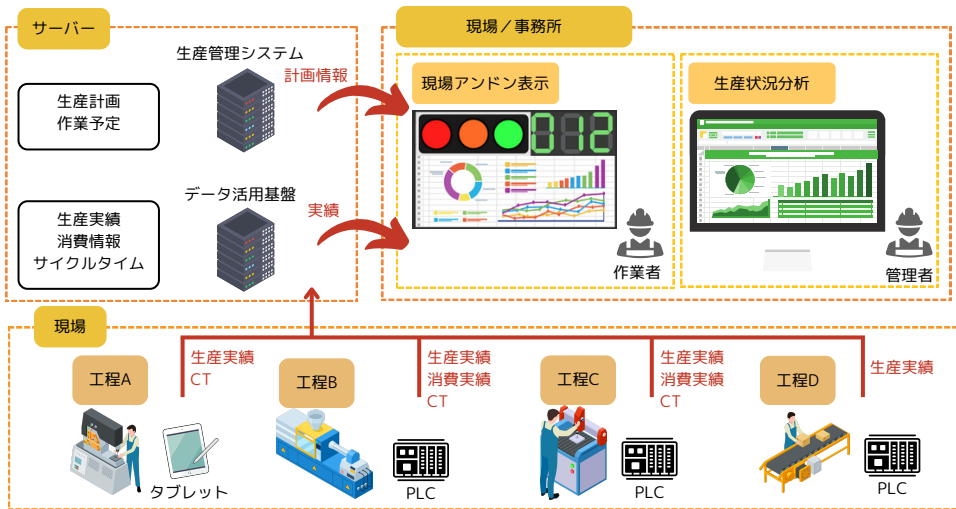 サーバー
生産管理システム
計画情報
生産計画
作業予定
データ活用基盤
実績
生産実績
消費情報
サイクルタイム
現場／事務所
現場アンドン表示
012
作業者
生産状況分析
管理者
現場
工程A
生産実績
CT
タブレット
工程B
生産実績
消費実績
CT
PLC
工程C
生産実績
消費実績
CT
PLC
工程D
生産実績
PLC